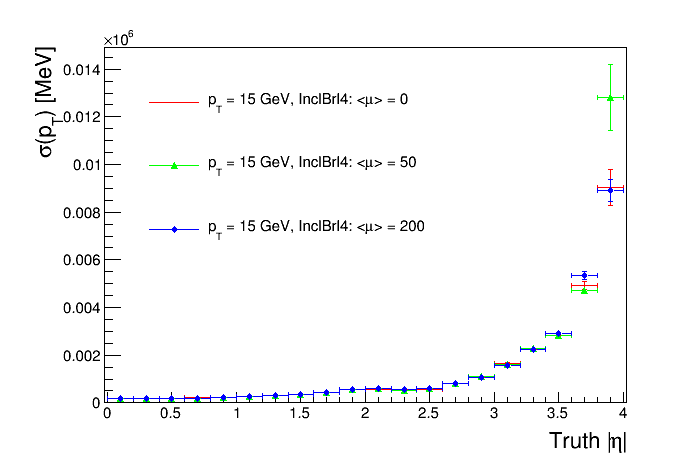 ×10⁶
σ(p_T) [MeV]
0.014
0.012
0.01
0.008
0.006
0.004
0.002
0
p_T = 15 GeV, InclBrl4: <μ> = 0
p_T = 15 GeV, InclBrl4: <μ> = 50
p_T = 15 GeV, InclBrl4: <μ> = 200
0 0.5 1 1.5 2 2.5 3 3.5 4
Truth |η|